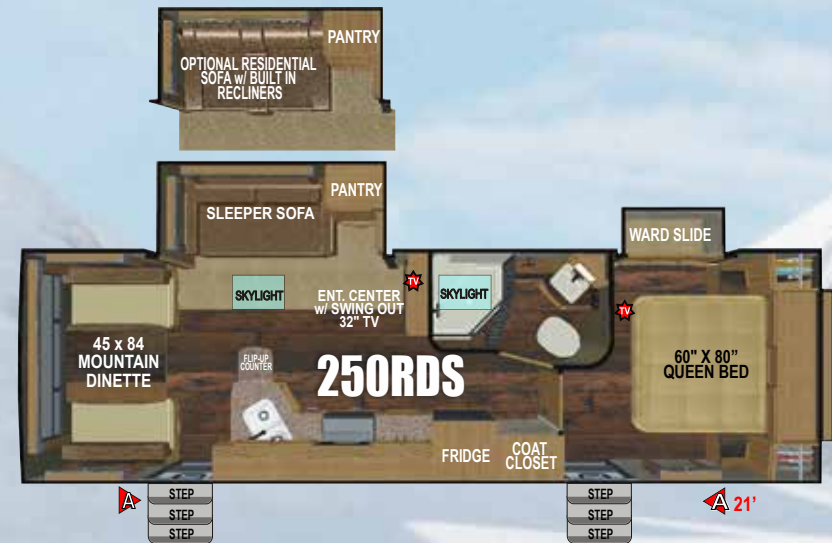 OPTIONAL RESIDENTIAL
SOFA w/ BUILT IN
RECLINERS
PANTRY
SLEEPER SOFA
PANTRY
WARD SLIDE
SKYLIGHT
ENT. CENTER
w/ SWING OUT
32" TV
TV
SKYLIGHT
TV
45 x 84
MOUNTAIN
DINETTE
FLIP-UP
COUNTER
250RDS
60" X 80”
QUEEN BED
FRIDGE
COAT
CLOSET
A
STEP
STEP
STEP
STEP
STEP
STEP
A
21'